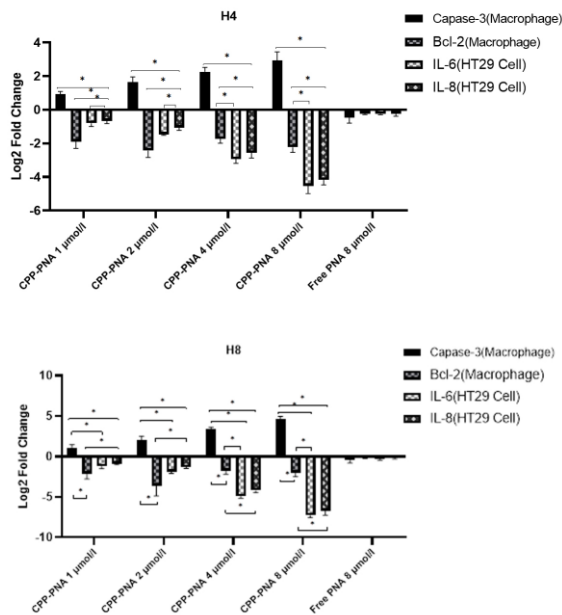 H4
Capase-3(Macrophage)
Bcl-2(Macrophage)
IL-6(HT29 Cell)
IL-8(HT29 Cell)
Log2 Fold Change
4
2
0
-2
-4
-6
* * *
* * *
* * *
* * *
CPP-PNA 1 µmol/l
CPP-PNA 2 µmol/l
CPP-PNA 4 µmol/l
CPP-PNA 8 µmol/l
Free PNA 8 µmol/l
H8
Capase-3(Macrophage)
Bcl-2(Macrophage)
IL-6(HT29 Cell)
IL-8(HT29 Cell)
Log2 Fold Change
10
5
0
-5
-10
* * * *
* * * *
* * * * *
* * * * *
CPP-PNA 1 µmol/l
CPP-PNA 2 µmol/l
CPP-PNA 4 µmol/l
CPP-PNA 8 µmol/l
Free PNA 8 µmol/l